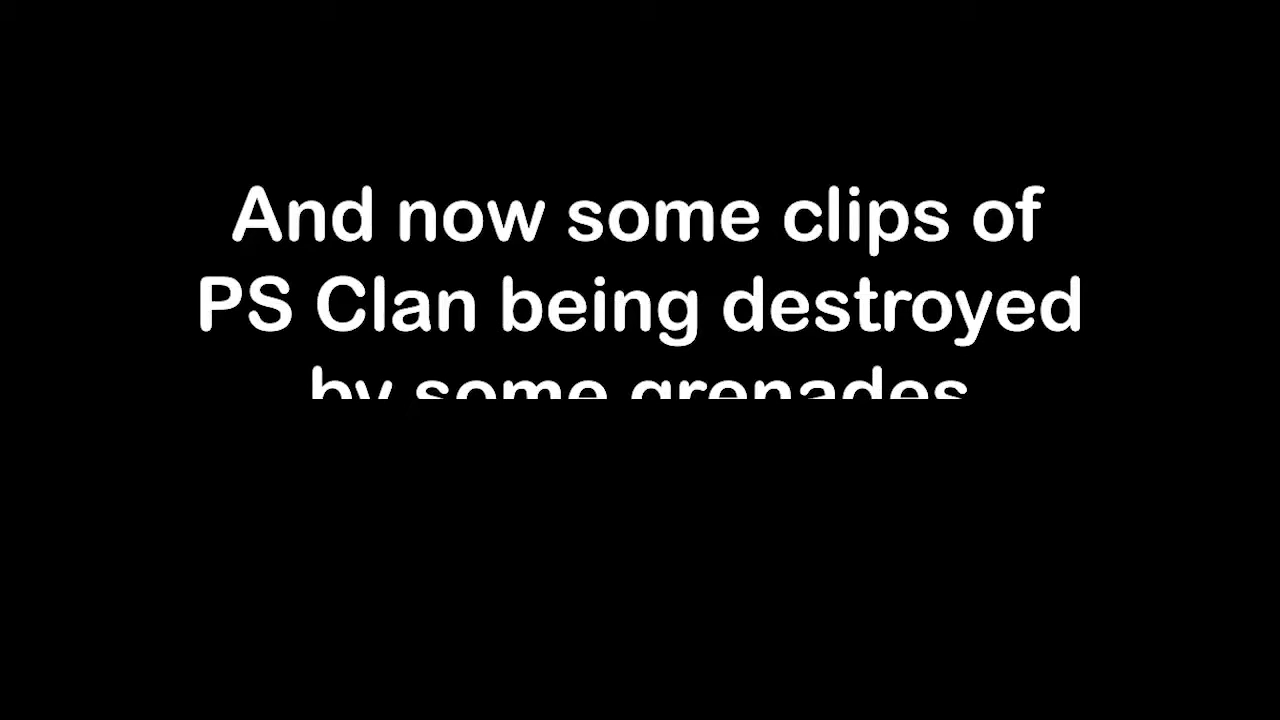 And now some clips of
PS Clan being destroyed
by some grenades